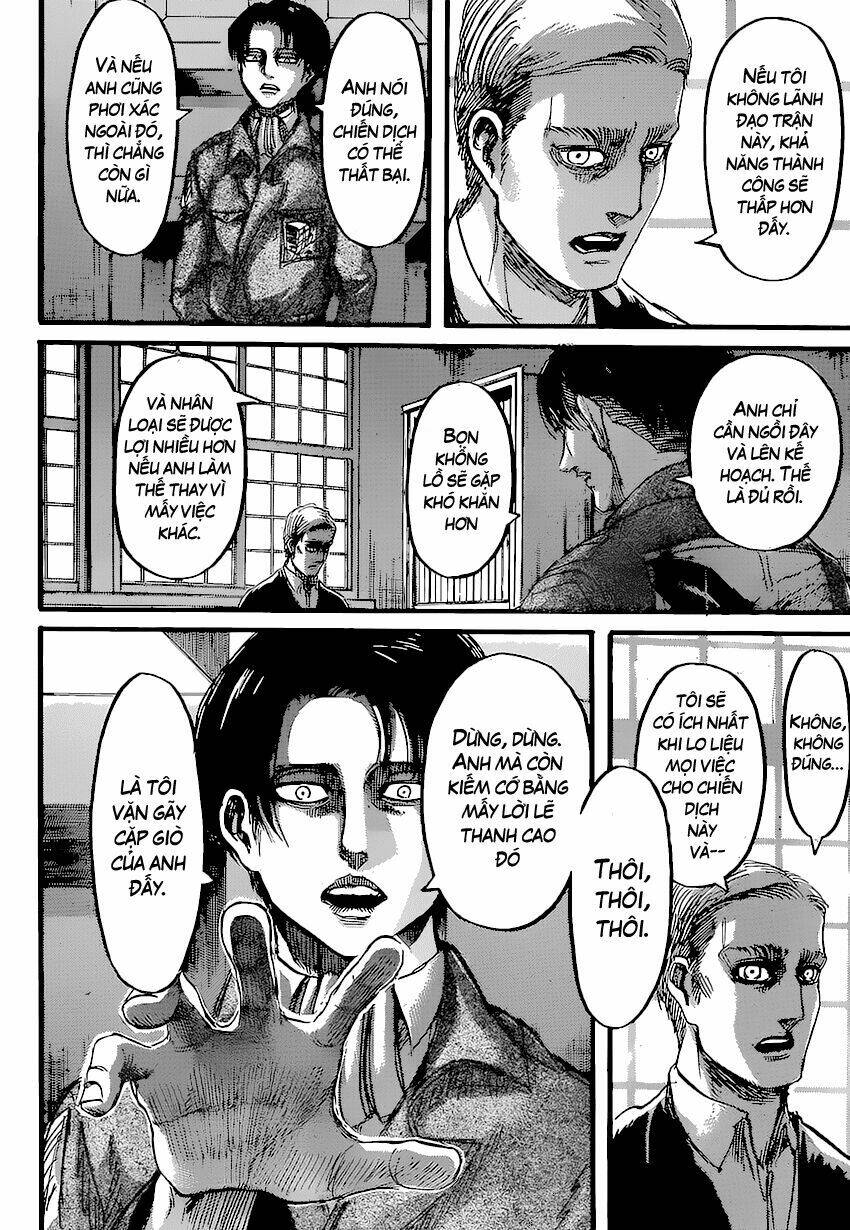 NẾU TÔI
KHÔNG LÃNH
ĐẠO TRẬN
NÀY, KHẢ
NĂNG THÀNH
CÔNG SẼ
THẤP HƠN
ĐẤY.
ANH NÓI
ĐÚNG,
CHIẾN DỊCH
CÓ THỂ
THẤT BẠI.
VÀ NẾU
ANH CŨNG
PHƠI XÁC
NGOÀI ĐÓ,
THÌ CHẲNG
CÒN GÌ
NỮA.
ANH CHỈ
CẦN NGỒI ĐÂY
VÀ LÊN KẾ
HOẠCH. THẾ
LÀ ĐỦ RỒI.
BỌN
KHỔNG
LỒ SẼ GẶP
KHÓ KHĂN
HƠN
VÀ NHÂN
LOẠI SẼ ĐƯỢC
LỢI NHIỀU HƠN
NẾU ANH LÀM
THẾ THAY VÌ
MẤY VIỆC
KHÁC.
KHÔNG,
KHÔNG
ĐÚNG...
TÔI SẼ
CÓ ÍCH NHẤT
KHI LO LIỆU
MỌI VIỆC
CHO CHIẾN
DỊCH
NÀY
VÀ--
THÔI,
THÔI,
THÔI.
DỪNG, DỪNG.
ANH MÀ CÒN
KIẾM CỚ BẰNG
MẤY LỜI LẼ
THANH CAO
ĐÓ
LÀ TÔI
VẶN GÃY
CẶP GIÒ
CỦA ANH
ĐẤY.